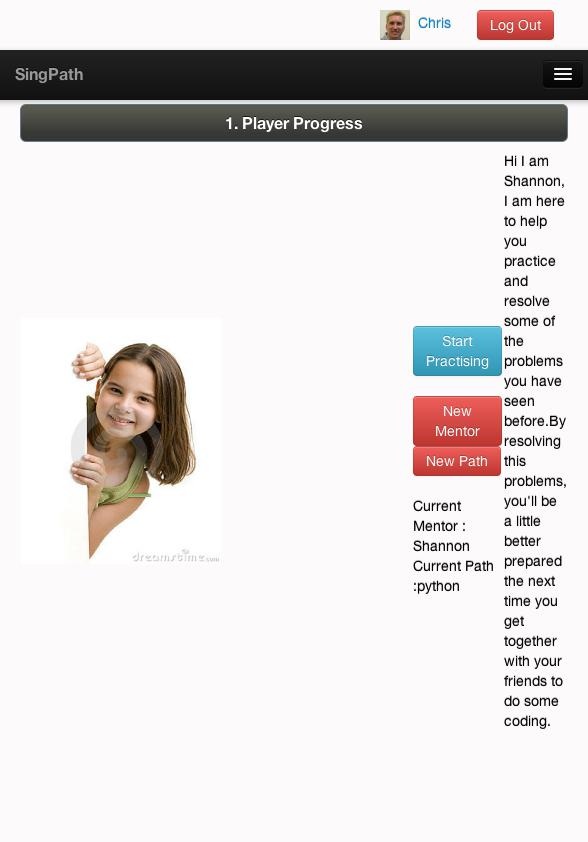 Chris
Log Out
SingPath
1. Player Progress
dreamstime.com
Start
Practising
New
Mentor
New Path
Current
Mentor :
Shannon
Current Path
:python
Hi I am
Shannon,
I am here
to help
you
practice
and
resolve
some of
the
problems
you have
seen
before.By
resolving
this
problems,
you'll be
a little
better
prepared
the next
time you
get
together
with your
friends to
do some
coding.